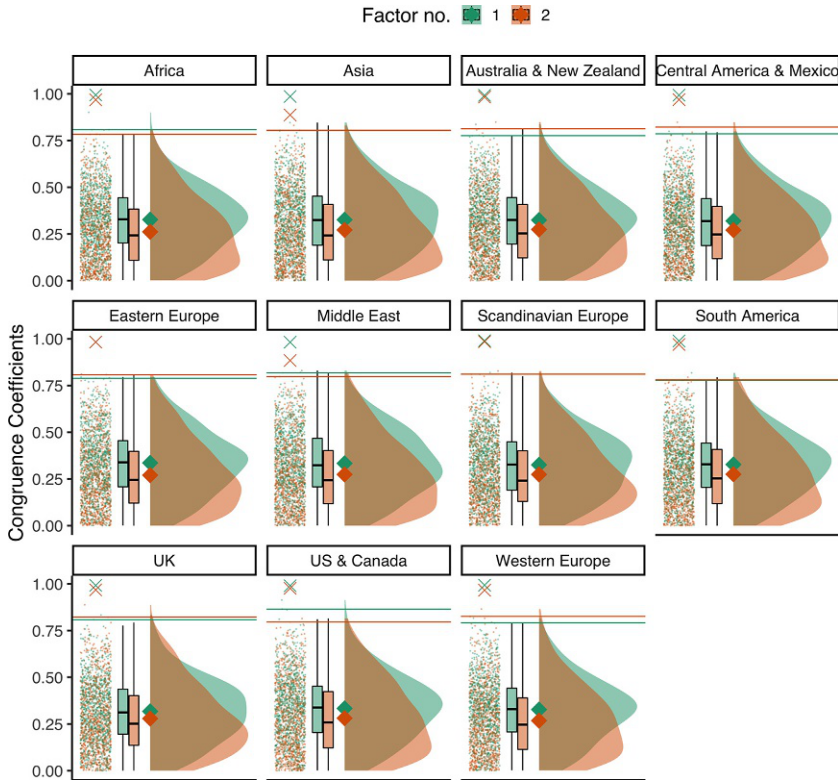 Factor no. 1 2
Africa
Asia
Australia & New Zealand
Central America & Mexico
1.00
0.75
0.50
0.25
0.00
Eastern Europe
Middle East
Scandinavian Europe
South America
1.00
0.75
0.50
0.25
0.00
Congruence Coefficients
UK
US & Canada
Western Europe
1.00
0.75
0.50
0.25
0.00